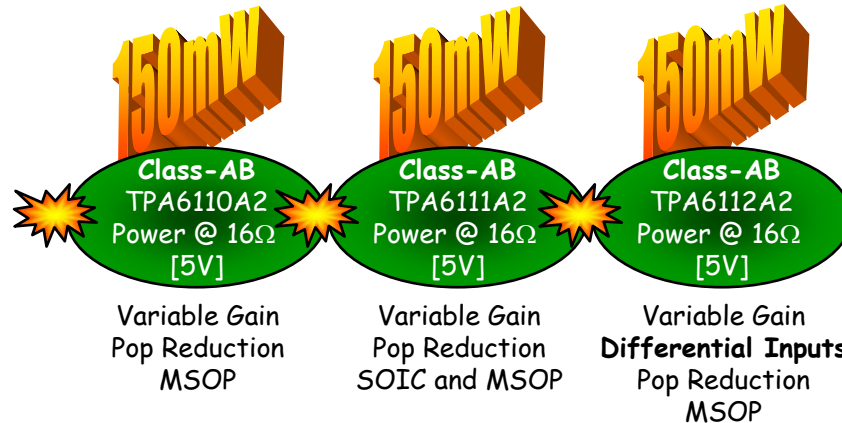 150mW
Class-AB
TPA6110A2
Power @ 16Ω
[5V]
Variable Gain
Pop Reduction
MSOP
150mW
Class-AB
TPA6111A2
Power @ 16Ω
[5V]
Variable Gain
Pop Reduction
SOIC and MSOP
150mW
Class-AB
TPA6112A2
Power @ 16Ω
[5V]
Variable Gain
Differential Inputs
Pop Reduction
MSOP